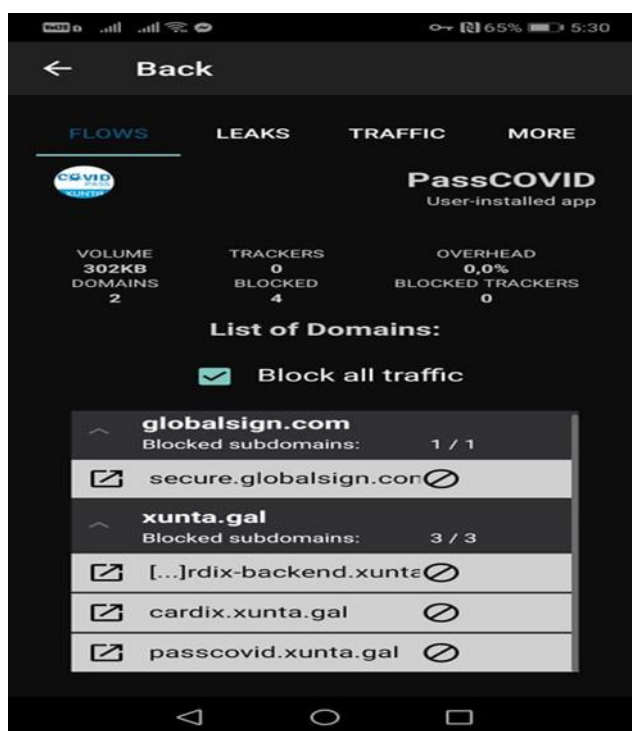 65% 5:30
Back
FLOWS LEAKS TRAFFIC MORE
COVID
PASS
XUNTA
PassCOVID
User-installed app
VOLUME TRACKERS OVERHEAD
302KB 0 0,0%
DOMAINS BLOCKED BLOCKED TRACKERS
2 4 0
List of Domains:
Block all traffic
globalsign.com
Blocked subdomains: 1 / 1
secure.globalsign.con
xunta.gal
Blocked subdomains: 3 / 3
[...]rdix-backend.xunta
cardix.xunta.gal
passcovid.xunta.gal